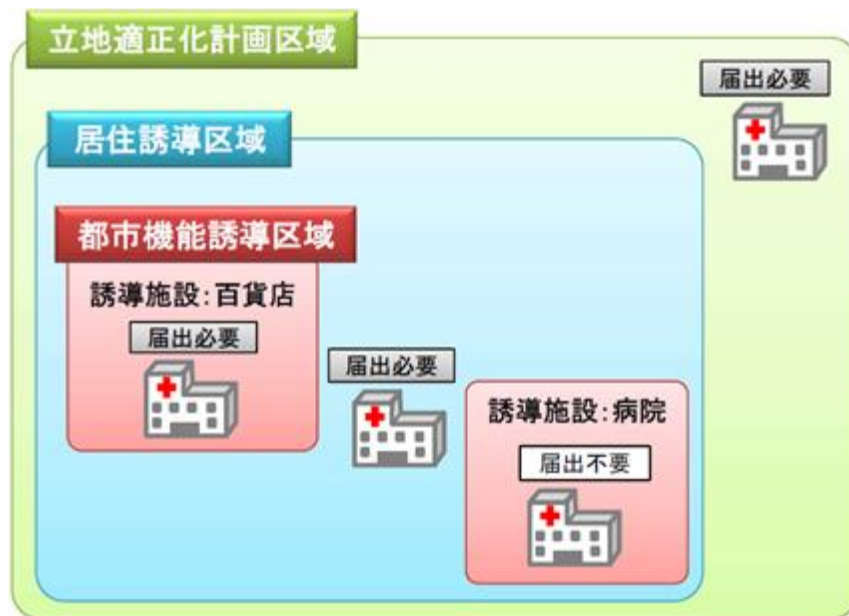 立地適正化計画区域
届出必要
居住誘導区域
都市機能誘導区域
誘導施設:百貨店
届出必要
届出必要
誘導施設:病院
届出不要